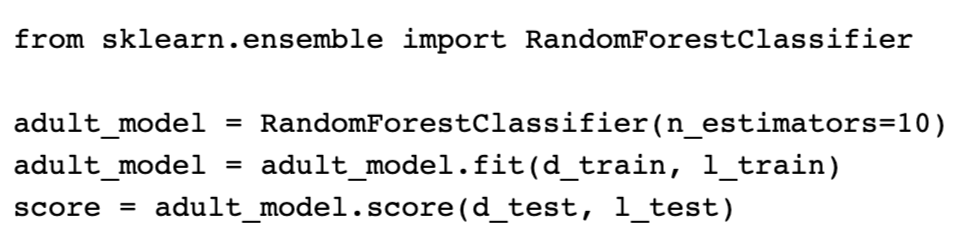 from sklearn.ensemble import RandomForestClassifier
adult_model = RandomForestClassifier(n_estimators=10)
adult_model = adult_model.fit(d_train, l_train)
score = adult_model.score(d_test, l_test)